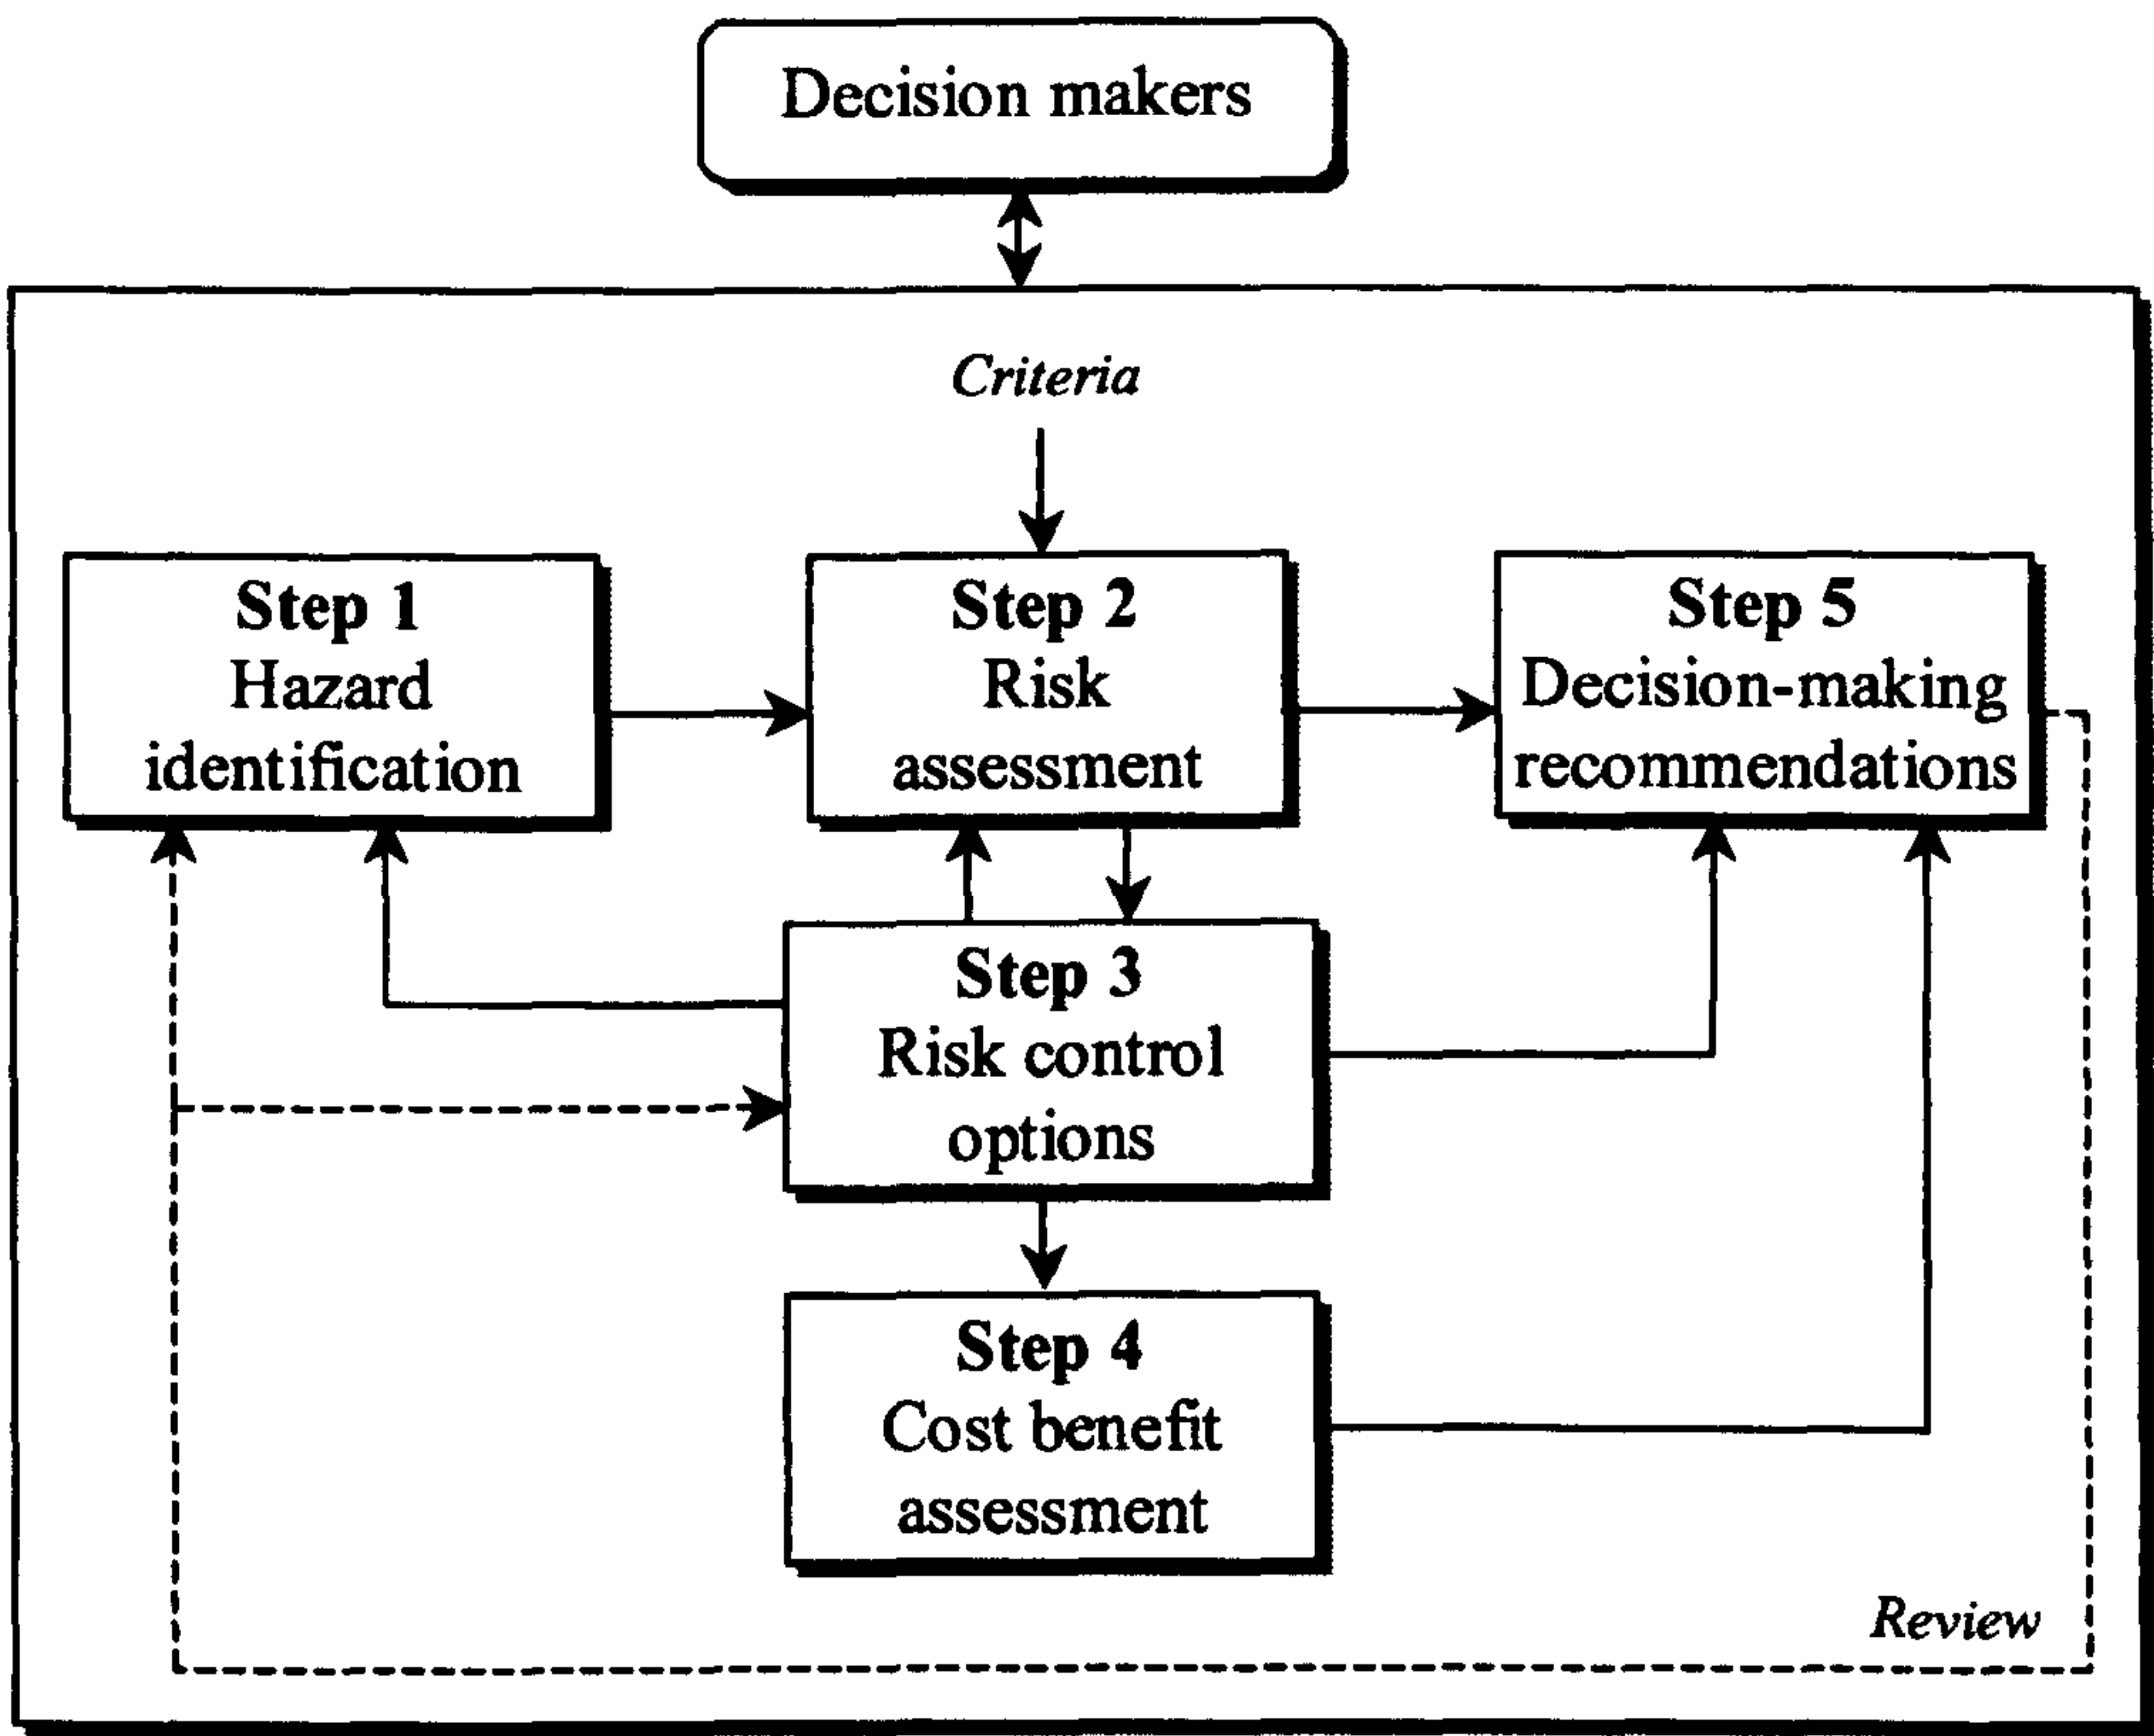 Decision makers
Criteria
Step 1
Hazard
identification
Step 2
Risk
assessment
Step 5
Decision-making
recommendations
Step 3
Risk control
options
Step 4
Cost benefit
assessment
Review